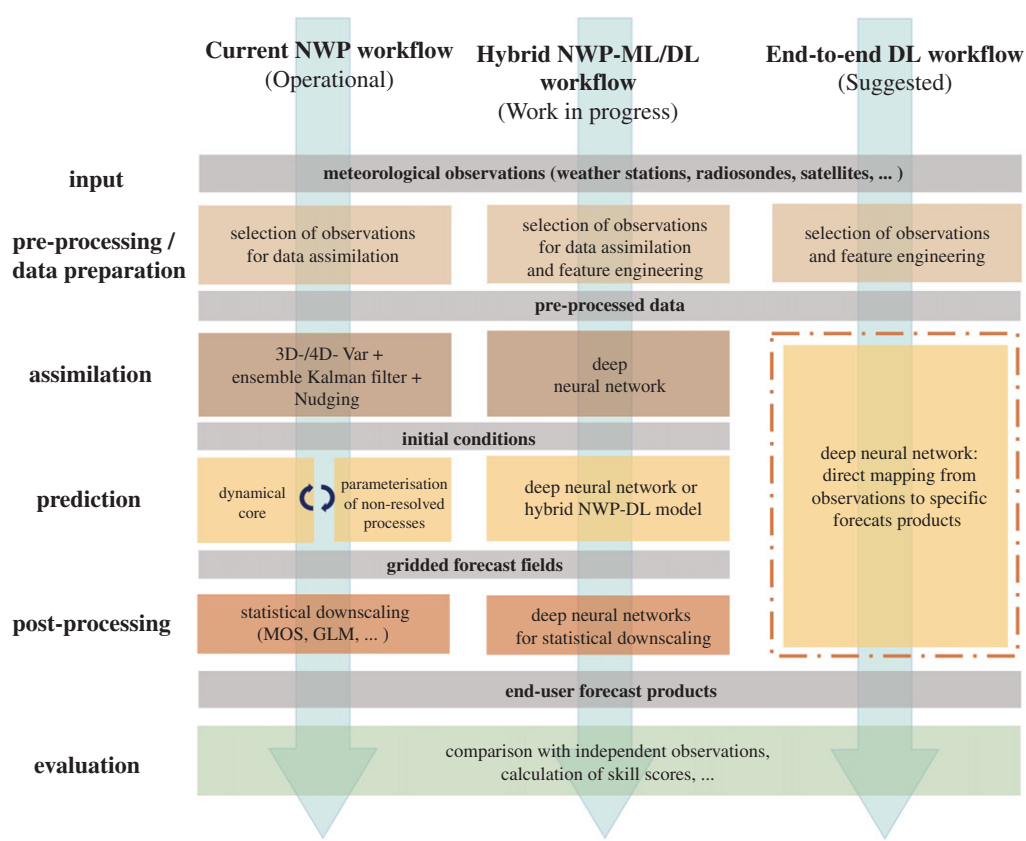 Current NWP workflow
(Operational)
Hybrid NWP-ML/DL
workflow
(Work in progress)
End-to-end DL workflow
(Suggested)
input
meteorological observations (weather stations, radiosondes, satellites, ... )
pre-processing /
data preparation
selection of observations
for data assimilation
selection of observations
for data assimilation
and feature engineering
selection of observations
and feature engineering
pre-processed data
assimilation
3D-/4D- Var +
ensemble Kalman filter +
Nudging
deep
neural network
initial conditions
prediction
dynamical
core
parameterisation
of non-resolved
processes
deep neural network or
hybrid NWP-DL model
deep neural network:
direct mapping from
observations to specific
forecats products
gridded forecast fields
post-processing
statistical downscaling
(MOS, GLM, ... )
deep neural networks
for statistical downscaling
end-user forecast products
evaluation
comparison with independent observations,
calculation of skill scores, ...